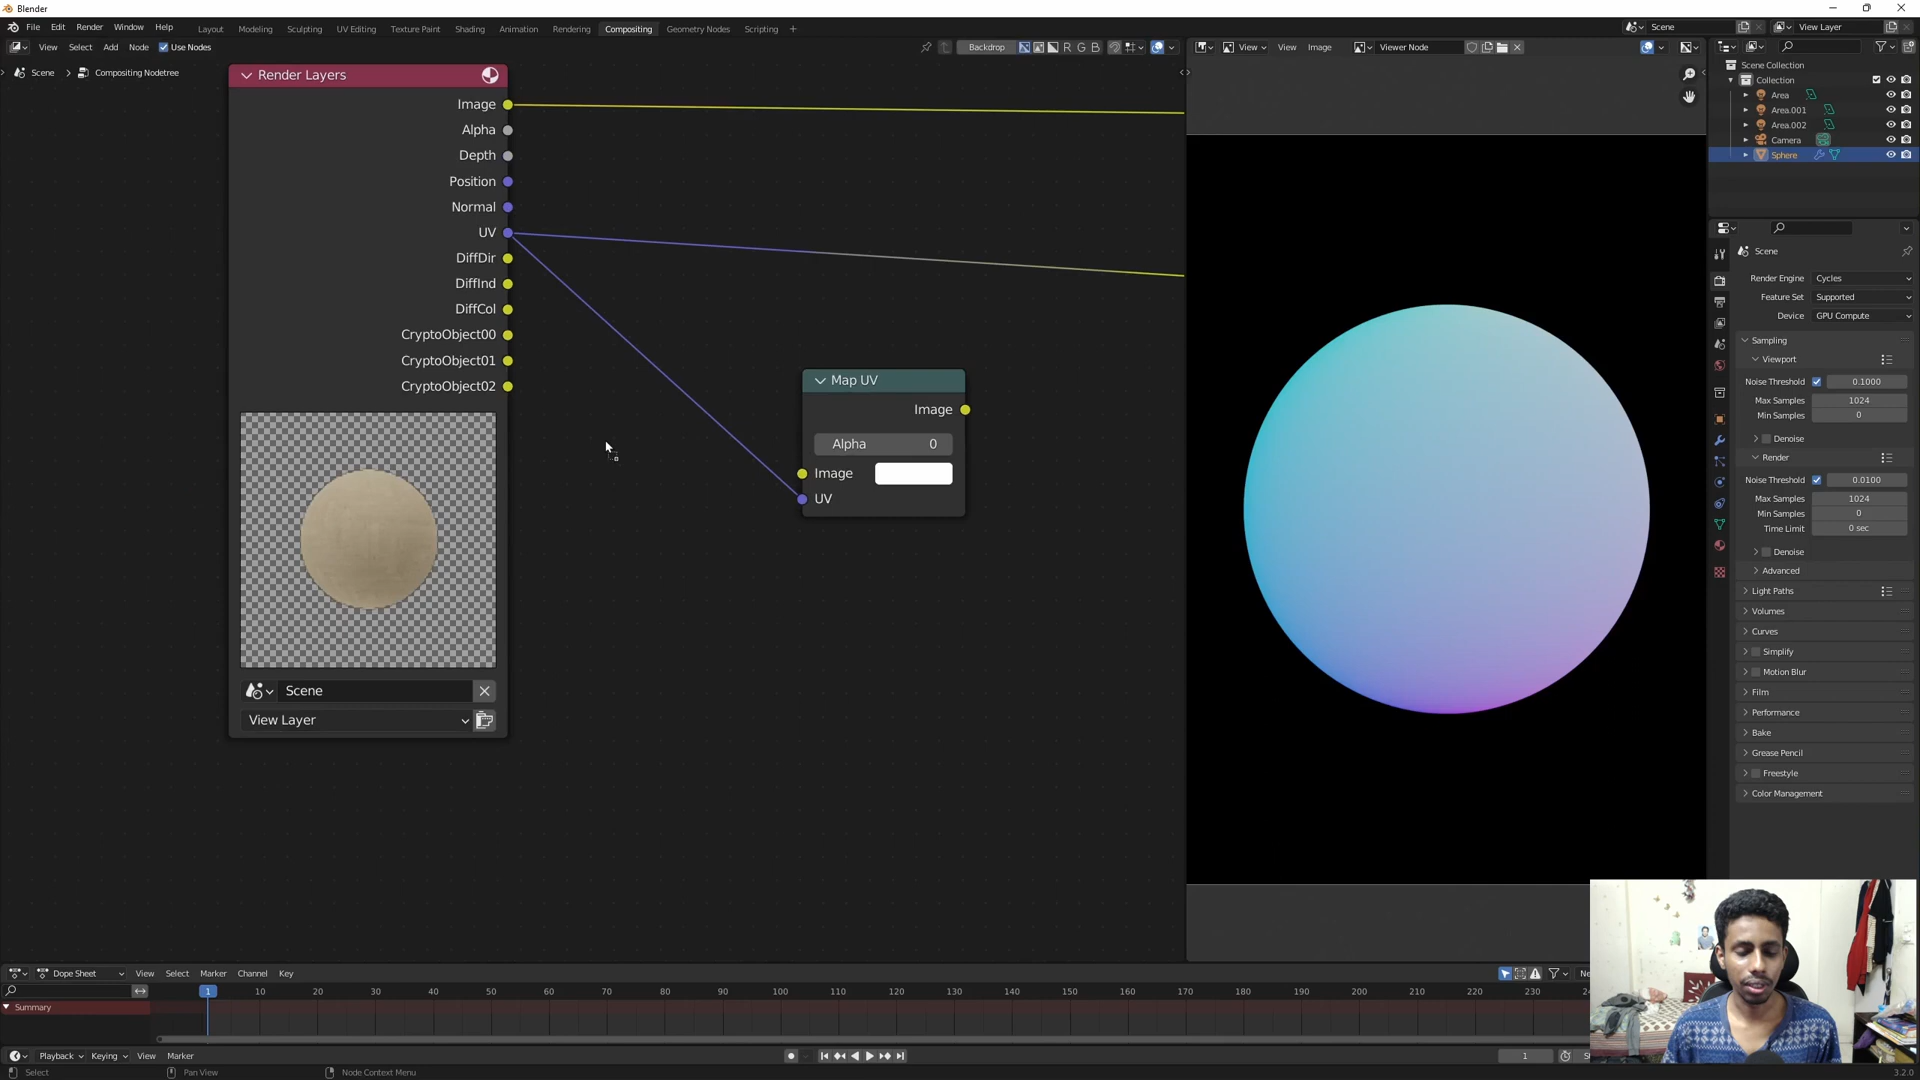 Blender
File Edit Render Window Help
Layout Modeling Sculpting UV Editing Texture Paint Shading Animation Rendering Compositing Geometry Nodes Scripting +
Scene View Layer
View Select Add Node Use Nodes
Backdrop R G B
View View Image Viewer Node
Scene > Compositing Nodetree
Render Layers
Image
Alpha
Depth
Position
Normal
UV
DiffDir
DiffInd
DiffCol
CryptoObject00
CryptoObject01
CryptoObject02
Scene
View Layer
Map UV
Image
Alpha 0
Image
UV
Scene Collection
Collection
Area
Area.001
Area.002
Camera
Sphere
Scene
Render Engine Cycles
Feature Set Supported
Device GPU Compute
Sampling
Viewport
Noise Threshold 0.1000
Max Samples 1024
Min Samples 0
Denoise
Render
Noise Threshold 0.0100
Max Samples 1024
Min Samples 0
Time Limit 0 sec
Denoise
Advanced
Light Paths
Volumes
Curves
Simplify
Motion Blur
Film
Performance
Bake
Grease Pencil
Freestyle
Color Management
Dope Sheet View Select Marker Channel Key
1 10 20 30 40 50 60 70 80 90 100 110 120 130 140 150 160 170 180 190 200 210 220 230
Summary
Playback Keying View Marker
1
Select Pan View Node Context Menu
3.2.0